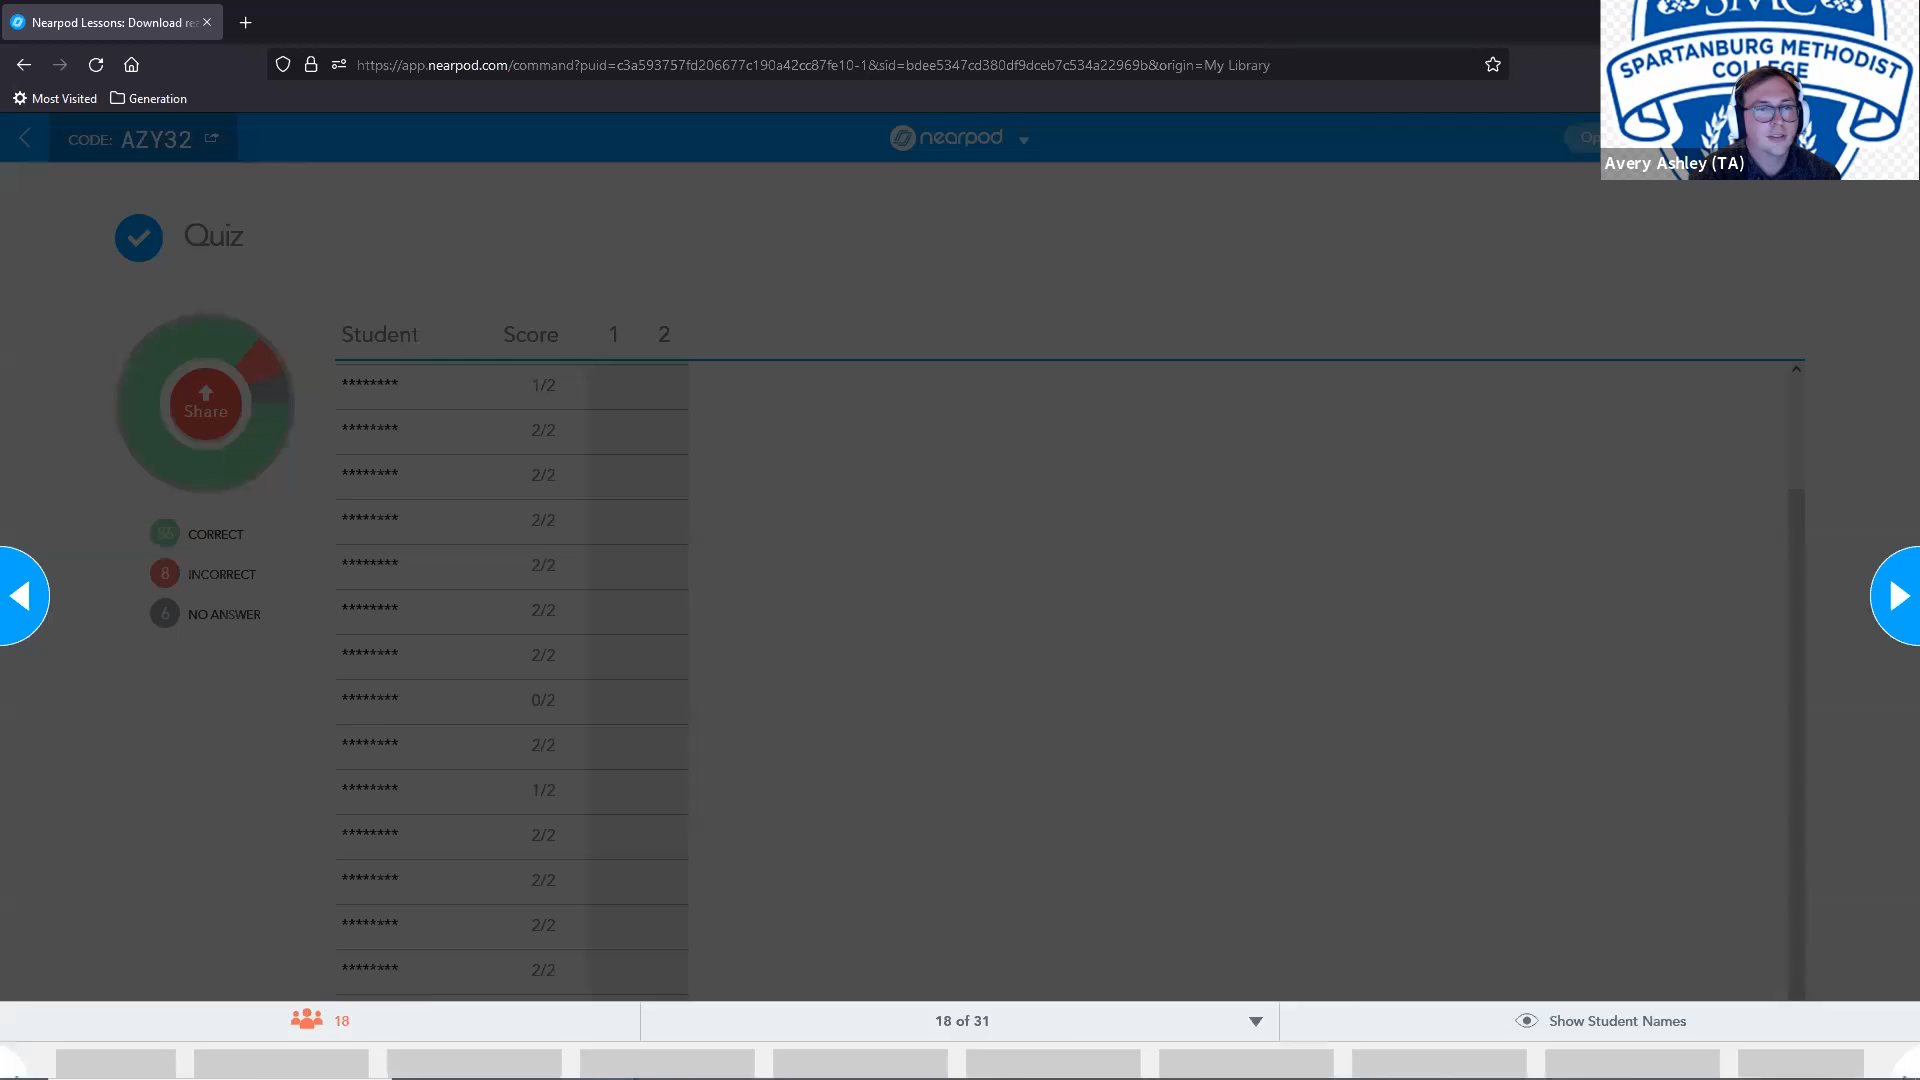 Nearpod Lessons: Download rea
https://app.nearpod.com/command?puid=c3a593757fd206677c190a42cc87fe10-1&sid=bdee5347cd380df9dceb7c534a22969b&origin=My Library
Most Visited
Generation
SMC
SPARTANBURG METHODIST
COLLEGE
Avery Ashley (TA)
CODE: AZY32
nearpod
Op
Quiz
Student Score 1 2
******** 1/2
******** 2/2
******** 2/2
******** 2/2
******** 2/2
******** 2/2
******** 2/2
******** 0/2
******** 2/2
******** 1/2
******** 2/2
******** 2/2
******** 2/2
******** 2/2
Share
CORRECT
8 INCORRECT
6 NO ANSWER
18
18 of 31
Show Student Names